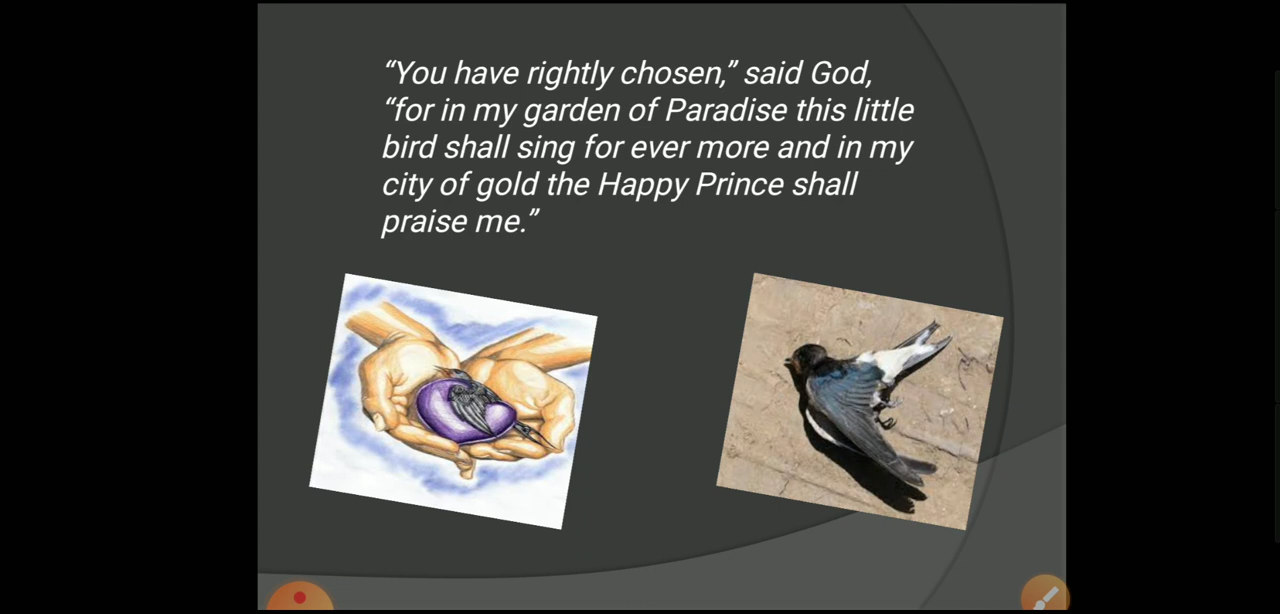 “You have rightly chosen,” said God,
“for in my garden of Paradise this little
bird shall sing for ever more and in my
city of gold the Happy Prince shall
praise me.”